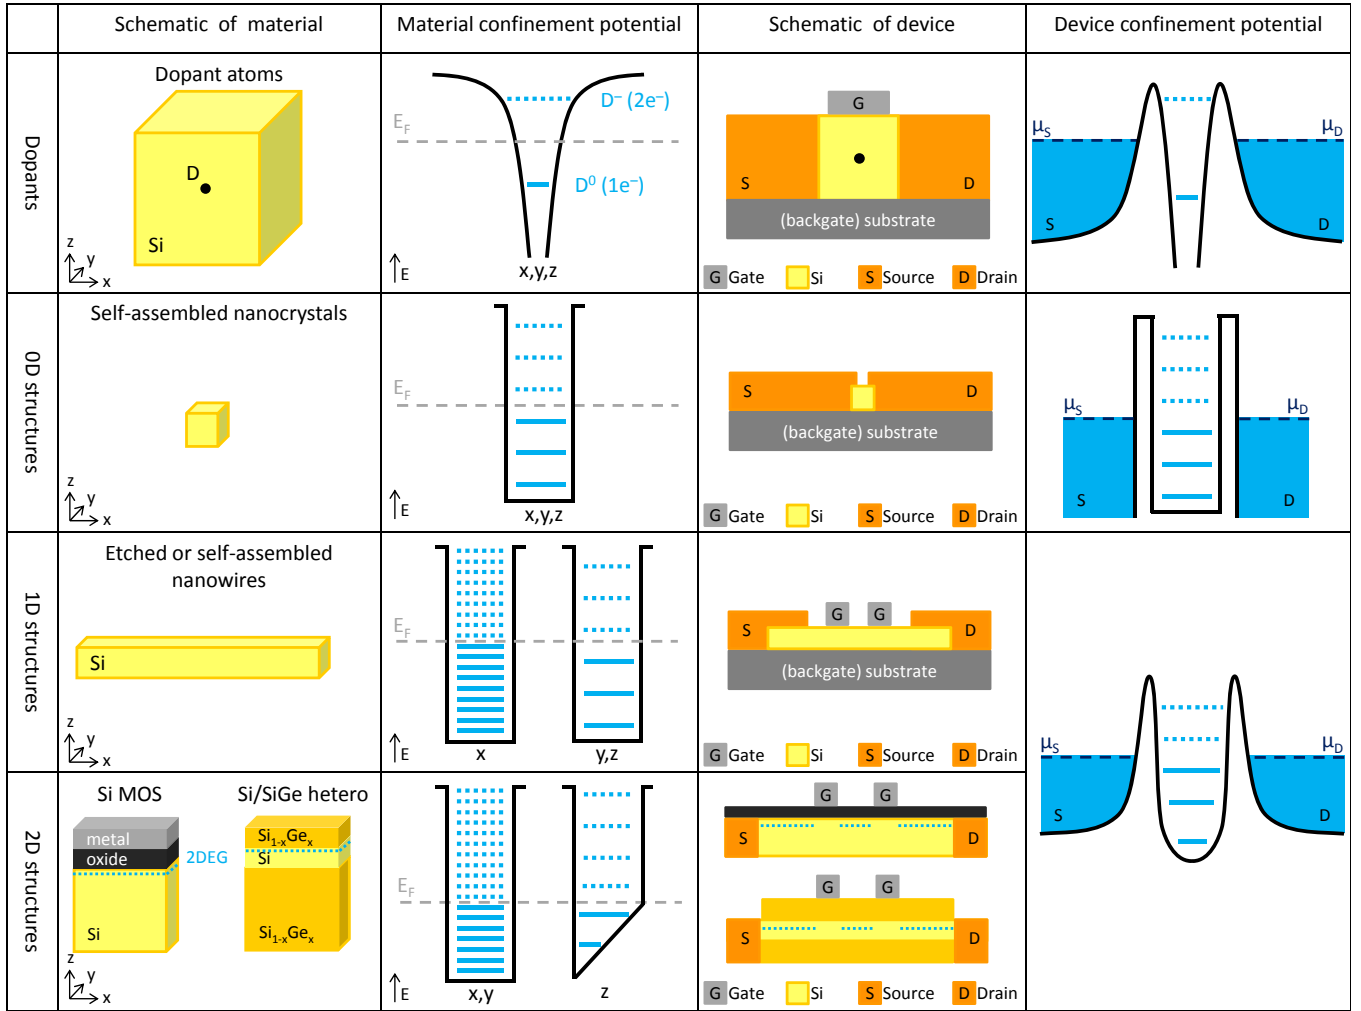 Schematic of material
Material confinement potential
Schematic of device
Device confinement potential
Dopants
Dopant atoms
D
Si
z
y
x
E_F
D⁻ (2e⁻)
D⁰ (1e⁻)
x,y,z
E
G
S
D
(backgate) substrate
G Gate
Si
S Source
D Drain
μ_S
μ_D
S
D
0D structures
Self-assembled nanocrystals
z
y
x
E_F
x,y,z
E
S
D
(backgate) substrate
G Gate
Si
S Source
D Drain
μ_S
μ_D
S
D
1D structures
Etched or self-assembled
nanowires
Si
z
y
x
E_F
x
y,z
E
G
G
S
D
(backgate) substrate
G Gate
Si
S Source
D Drain
μ_S
μ_D
S
D
2D structures
Si MOS
Si/SiGe hetero
metal
oxide
2DEG
Si
Si₁₋ₓGeₓ
Si
Si₁₋ₓGeₓ
z
y
x
E_F
x,y
z
E
G
G
S
D
G
G
S
D
G Gate
Si
S Source
D Drain